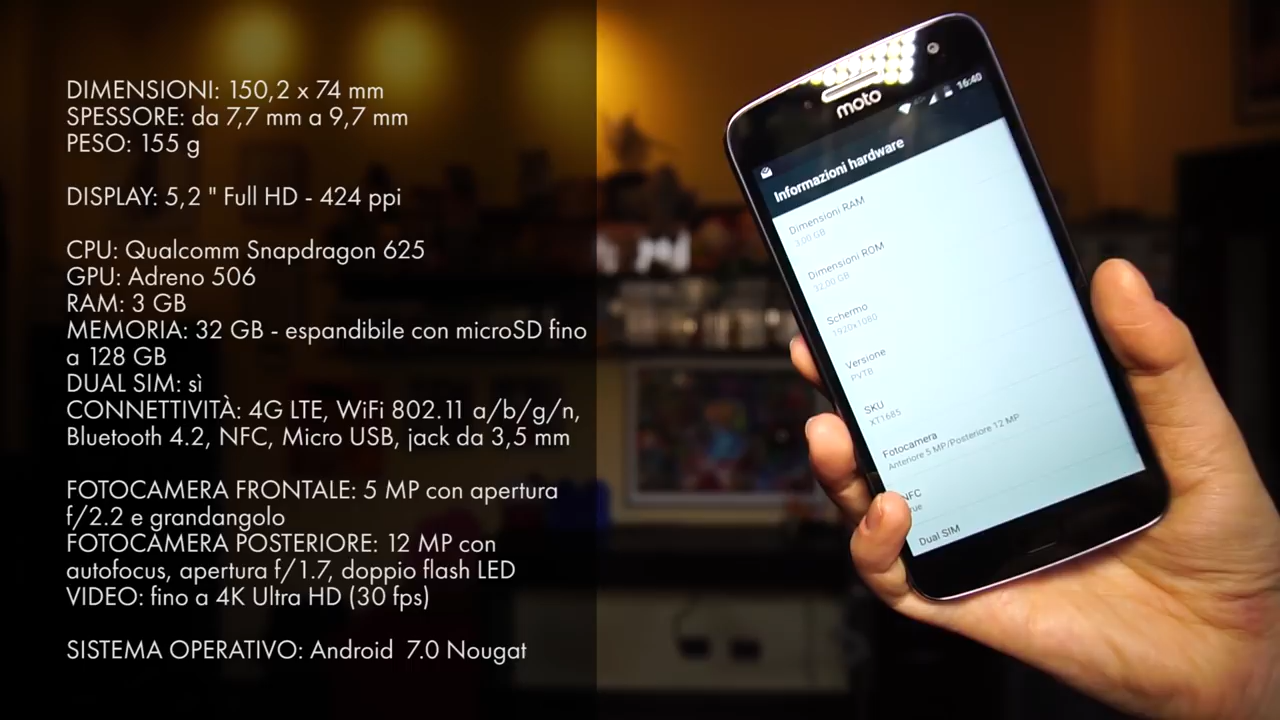 DIMENSIONI: 150,2 x 74 mm
SPESSORE: da 7,7 mm a 9,7 mm
PESO: 155 g
DISPLAY: 5,2 " Full HD - 424 ppi
CPU: Qualcomm Snapdragon 625
GPU: Adreno 506
RAM: 3 GB
MEMORIA: 32 GB - espandibile con microSD fino
a 128 GB
DUAL SIM: sì
CONNETTIVITÀ: 4G LTE, WiFi 802.11 a/b/g/n,
Bluetooth 4.2, NFC, Micro USB, jack da 3,5 mm
FOTOCAMERA FRONTALE: 5 MP con apertura
f/2.2 e grandangolo
FOTOCAMERA POSTERIORE: 12 MP con
autofocus, apertura f/1.7, doppio flash LED
VIDEO: fino a 4K Ultra HD (30 fps)
SISTEMA OPERATIVO: Android 7.0 Nougat
moto
16:40
Informazioni hardware
Dimensioni RAM
3,00 GB
Dimensioni ROM
32,00 GB
Schermo
1920x1080
Versione
PVTB
SKU
XT1685
Fotocamera
Anteriore 5 MP/Posteriore 12 MP
NFC
Dual SIM